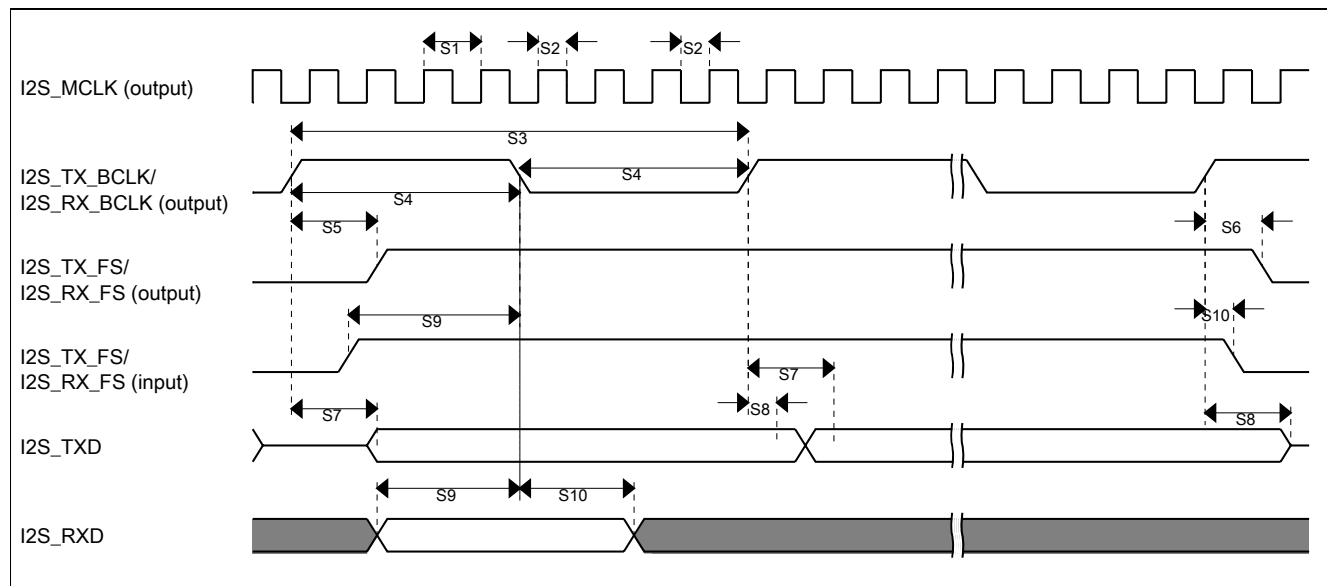 S1
S2
S2
I2S_MCLK (output)
S3
I2S_TX_BCLK/
I2S_RX_BCLK (output)
S4
S4
S5
S6
I2S_TX_FS/
I2S_RX_FS (output)
S9
S10
I2S_TX_FS/
I2S_RX_FS (input)
S7
S7
S8
S8
I2S_TXD
S9
S10
I2S_RXD